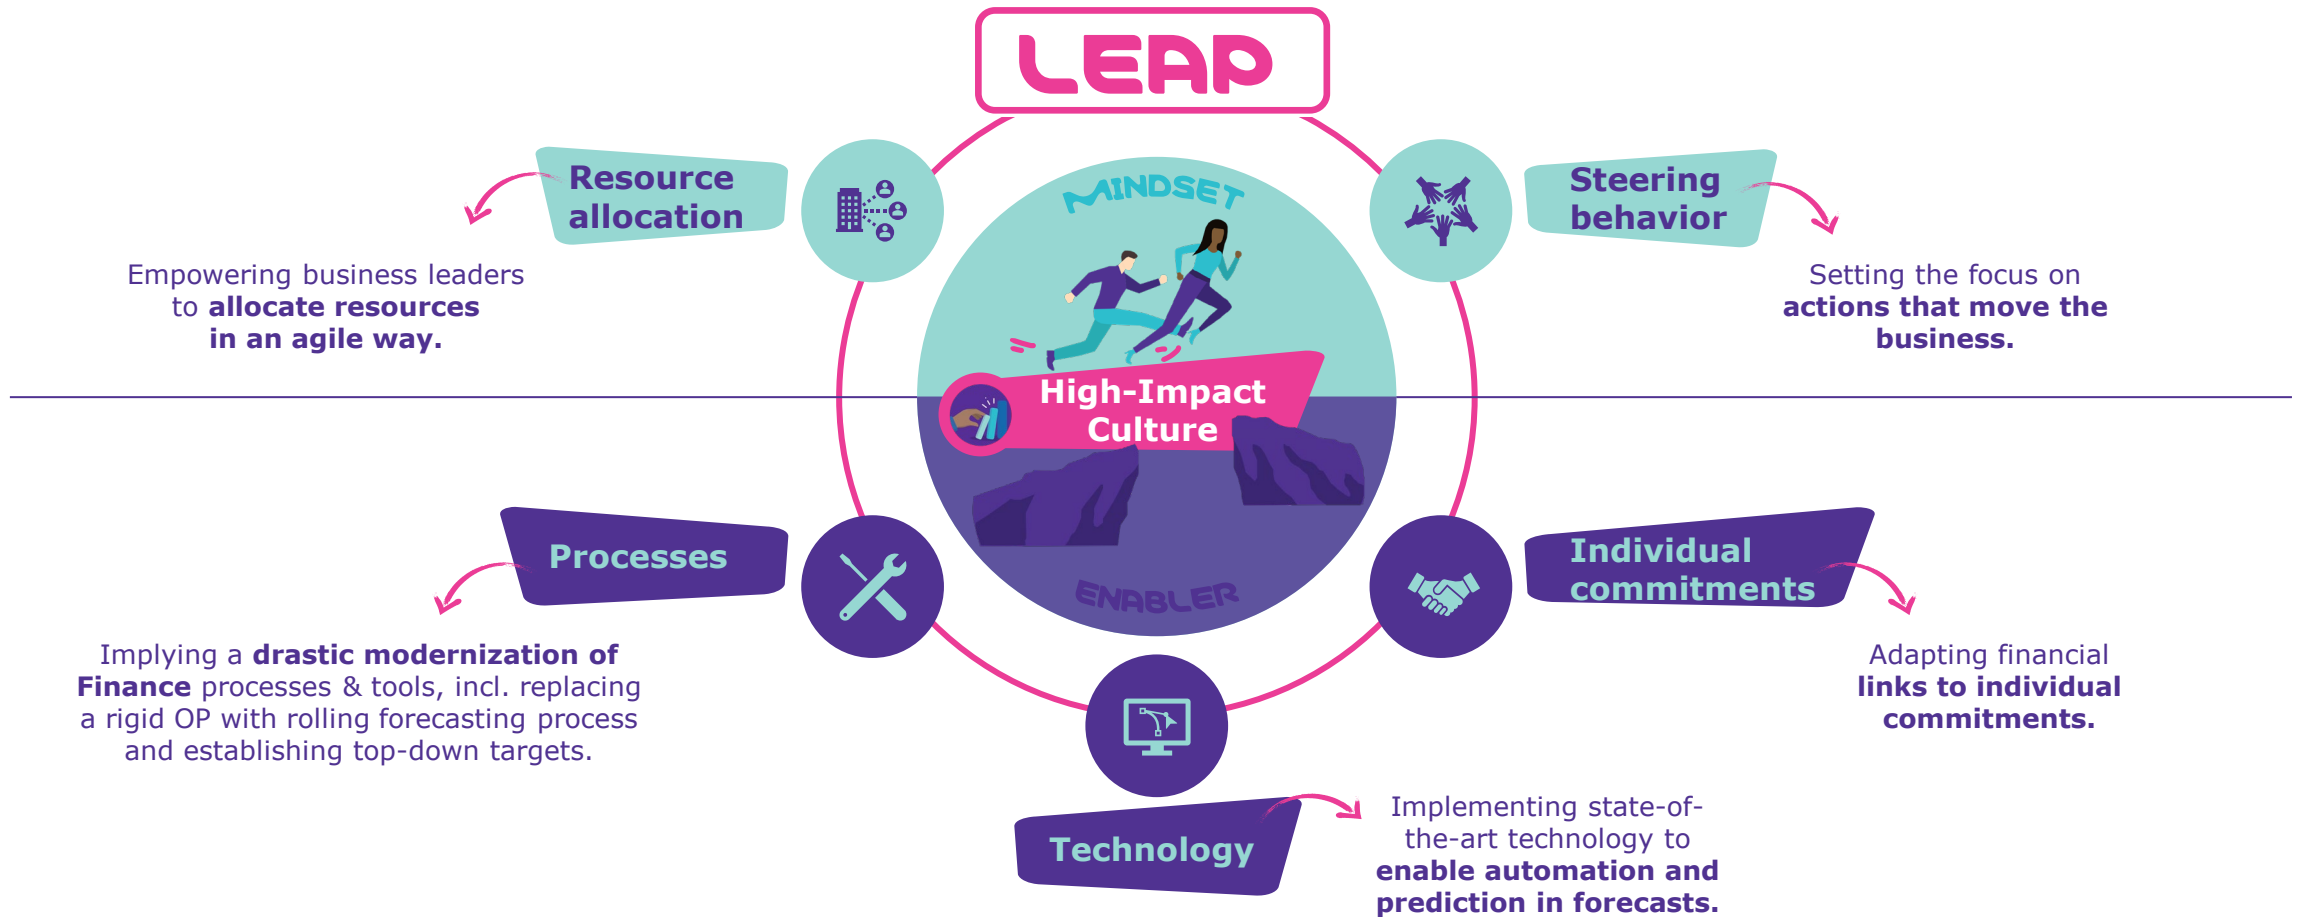 LEAP
Resource
allocation
Empowering business leaders
to allocate resources
in an agile way.
MINDSET
Steering
behavior
Setting the focus on
actions that move the
business.
High-Impact
Culture
Processes
Implying a drastic modernization of
Finance processes & tools, incl. replacing
a rigid OP with rolling forecasting process
and establishing top-down targets.
ENABLER
Individual
commitments
Adapting financial
links to individual
commitments.
Technology
Implementing state-of-
the-art technology to
enable automation and
prediction in forecasts.